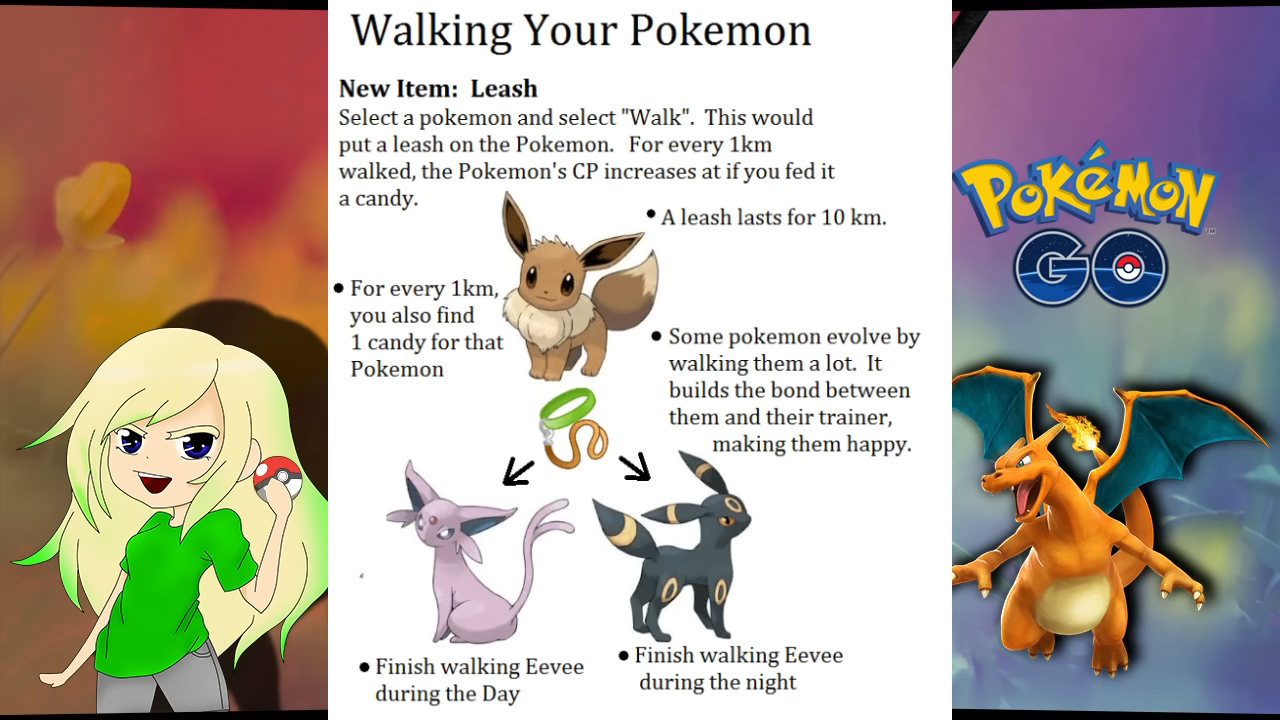 Walking Your Pokemon
New Item:  Leash
Select a pokemon and select "Walk".  This would
put a leash on the Pokemon.   For every 1km
walked, the Pokemon's CP increases at if you fed it
a candy.
• A leash lasts for 10 km.
• For every 1km,
you also find
1 candy for that
Pokemon
• Some pokemon evolve by
walking them a lot.  It
builds the bond between
them and their trainer,
making them happy.
• Finish walking Eevee
during the Day
• Finish walking Eevee
during the night
POKéMON
™
GO